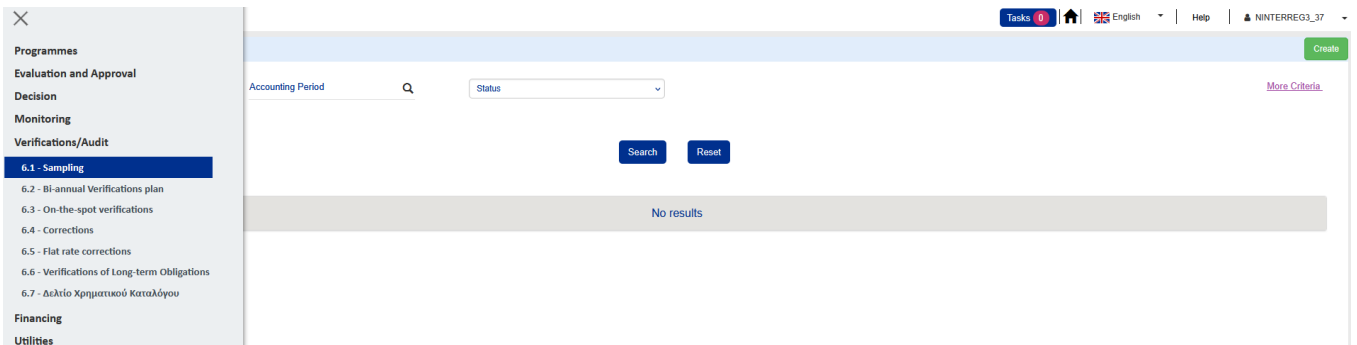 Tasks 0 English Help NINTERREG3_37
Programmes
Create
Evaluation and Approval
Accounting Period Status More Criteria
Decision
Monitoring
Verifications/Audit
Search Reset
6.1 - Sampling
6.2 - Bi-annual Verifications plan
6.3 - On-the-spot verifications
No results
6.4 - Corrections
6.5 - Flat rate corrections
6.6 - Verifications of Long-term Obligations
6.7 - Δελτίο Χρηματικού Καταλόγου
Financing
Utilities